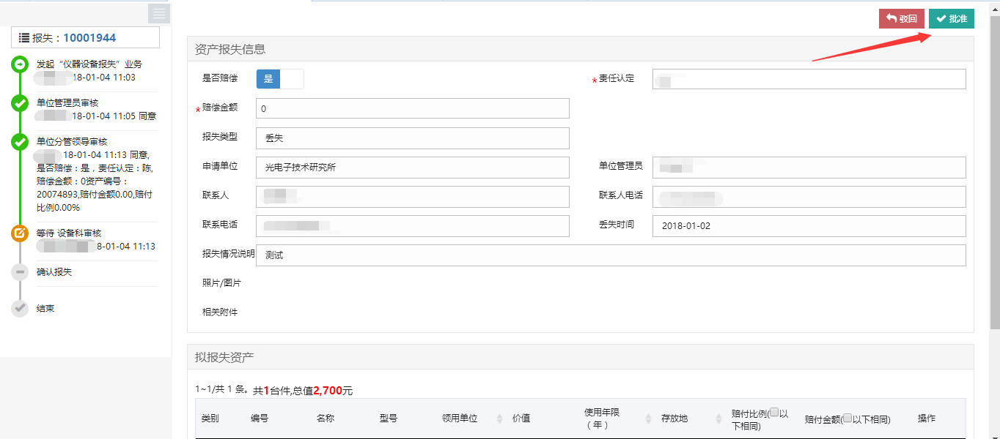 驳回
批准
报失：10001944
发起“仪器设备报失”业务
18-01-04 11:03
单位管理员审核
18-01-04 11:05 同意
单位分管领导审核
18-01-04 11:13 同意,
是否赔偿：是，责任认定：陈,
赔偿金额：0资产编号：
20074893,赔付金额0.00,赔付
比例0.00%
等待 设备科审核
8-01-04 11:13
确认报失
结束
资产报失信息
是否赔偿 是
*责任认定
*赔偿金额 0
报失类型 丢失
申请单位 光电子技术研究所 单位管理员
联系人 联系人电话
联系电话 丢失时间 2018-01-02
报失情况说明 测试
照片/图片
相关附件
拟报失资产
1~1/共 1 条。共1台件,总值2,700元
类别 编号 名称 型号 领用单位 价值 使用年限（年） 存放地 赔付比例(以下相同) 赔付金额(以下相同) 操作